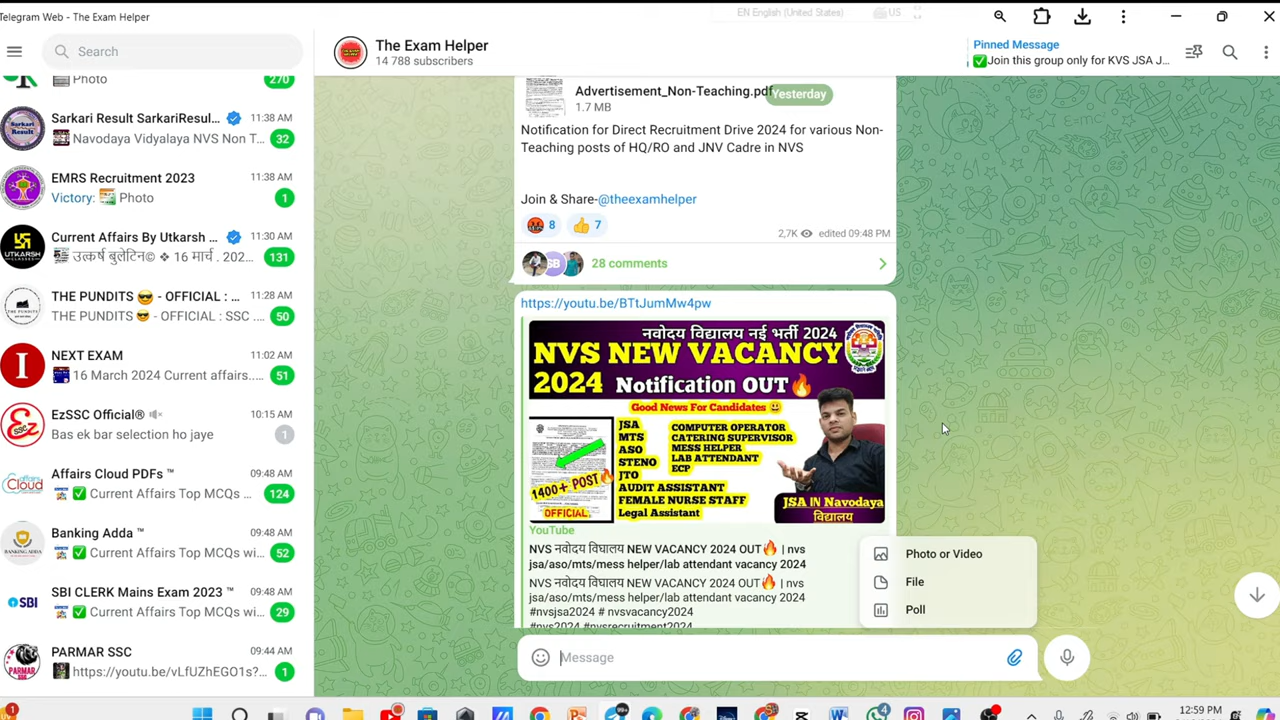 Telegram Web - The Exam Helper
EN English (United States)
US
Search
The Exam Helper
14 788 subscribers
Pinned Message
✅Join this group only for KVS JSA J...
Photo
270
Sarkari Result SarkariResul...
11:38 AM
Navodaya Vidyalaya NVS Non T...
32
EMRS Recruitment 2023
11:38 AM
Victory: Photo
1
Current Affairs By Utkarsh ...
11:30 AM
उत्कर्ष बुलेटिन© ❖ 16 मार्च . 202...
131
THE PUNDITS 😎 - OFFICIAL : ...
11:28 AM
THE PUNDITS 😎 - OFFICIAL : SSC ....
50
NEXT EXAM
11:02 AM
16 March 2024 Current affairs....
51
EzSSC Official®
10:15 AM
Bas ek bar selection ho jaye
1
Affairs Cloud PDFs ™
09:48 AM
✅ Current Affairs Top MCQs ...
124
Banking Adda ™
09:48 AM
✅ Current Affairs Top MCQs wi...
52
SBI CLERK Mains Exam 2023 ™
09:48 AM
✅ Current Affairs Top MCQs wi...
29
PARMAR SSC
09:44 AM
https://youtu.be/vLfUZhEGO1s?...
1
Advertisement_Non-Teaching.pdf
Yesterday
1.7 MB
Notification for Direct Recruitment Drive 2024 for various Non-
Teaching posts of HQ/RO and JNV Cadre in NVS
Join & Share-@theexamhelper
😡 8 👍 7
2,7K edited 09:48 PM
28 comments
https://youtu.be/BTtJumMw4pw
नवोदय विद्यालय नई भर्ती 2024
NVS NEW VACANCY
2024 Notification OUT🔥
Good News For Candidates 😃
JSA
MTS
ASO
STENO
JTO
AUDIT ASSISTANT
FEMALE NURSE STAFF
Legal Assistant
COMPUTER OPERATOR
CATERING SUPERVISOR
MESS HELPER
LAB ATTENDANT
ECP
1400+ POST🔥
OFFICIAL
JSA IN Navodaya
विद्यालय
YouTube
NVS नवोदय विघालय NEW VACANCY 2024 OUT🔥 | nvs
jsa/aso/mts/mess helper/lab attendant vacancy 2024
NVS नवोदय विघालय NEW VACANCY 2024 OUT🔥 | nvs
jsa/aso/mts/mess helper/lab attendant vacancy 2024
#nvsjsa2024 # nvsvacancy2024
#nvs2024 #nvsrecruitment2024
Photo or Video
File
Poll
Message
12:59 PM